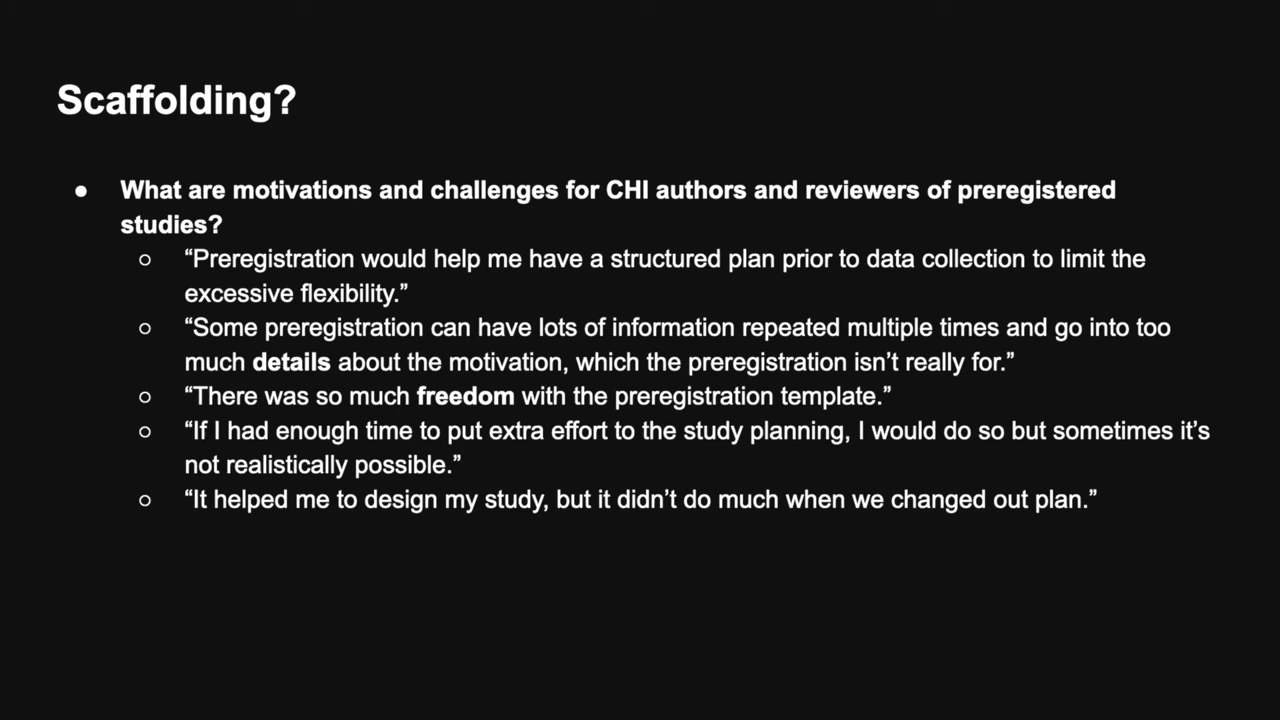 Scaffolding?
● What are motivations and challenges for CHI authors and reviewers of preregistered
studies?
○ “Preregistration would help me have a structured plan prior to data collection to limit the
excessive flexibility.”
○ “Some preregistration can have lots of information repeated multiple times and go into too
much details about the motivation, which the preregistration isn’t really for.”
○ “There was so much freedom with the preregistration template.”
○ “If I had enough time to put extra effort to the study planning, I would do so but sometimes it’s
not realistically possible.”
○ “It helped me to design my study, but it didn’t do much when we changed out plan.”